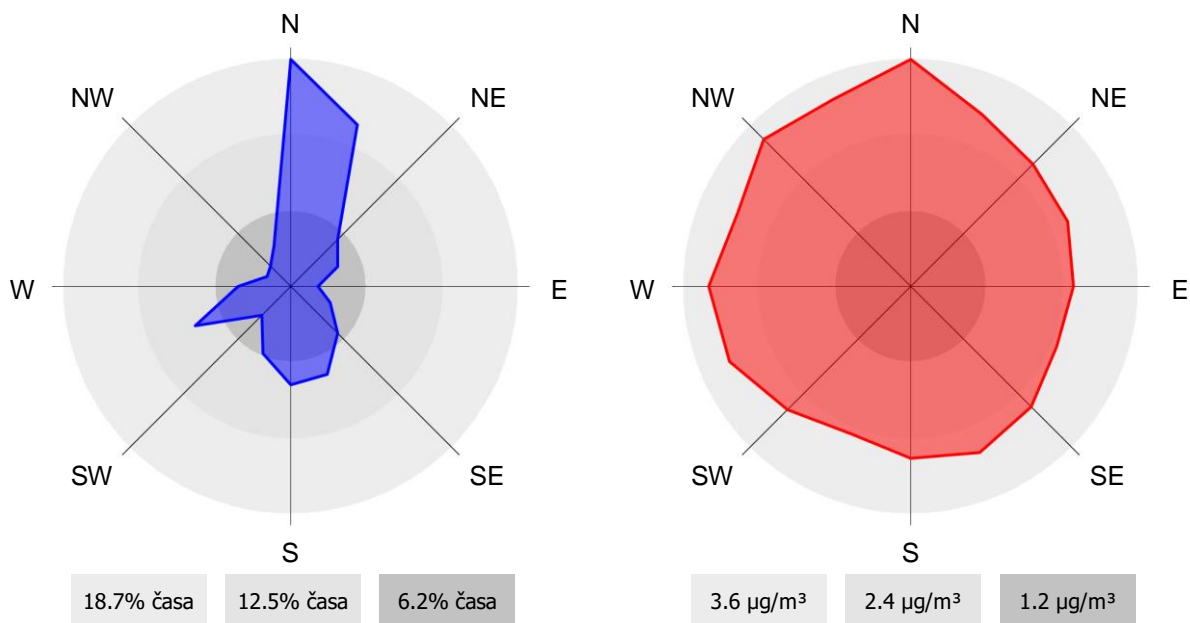 N
NW
NE
W
E
SW
SE
S
18.7% časa
12.5% časa
6.2% časa
N
NW
NE
W
E
SW
SE
S
3.6 µg/m³
2.4 µg/m³
1.2 µg/m³